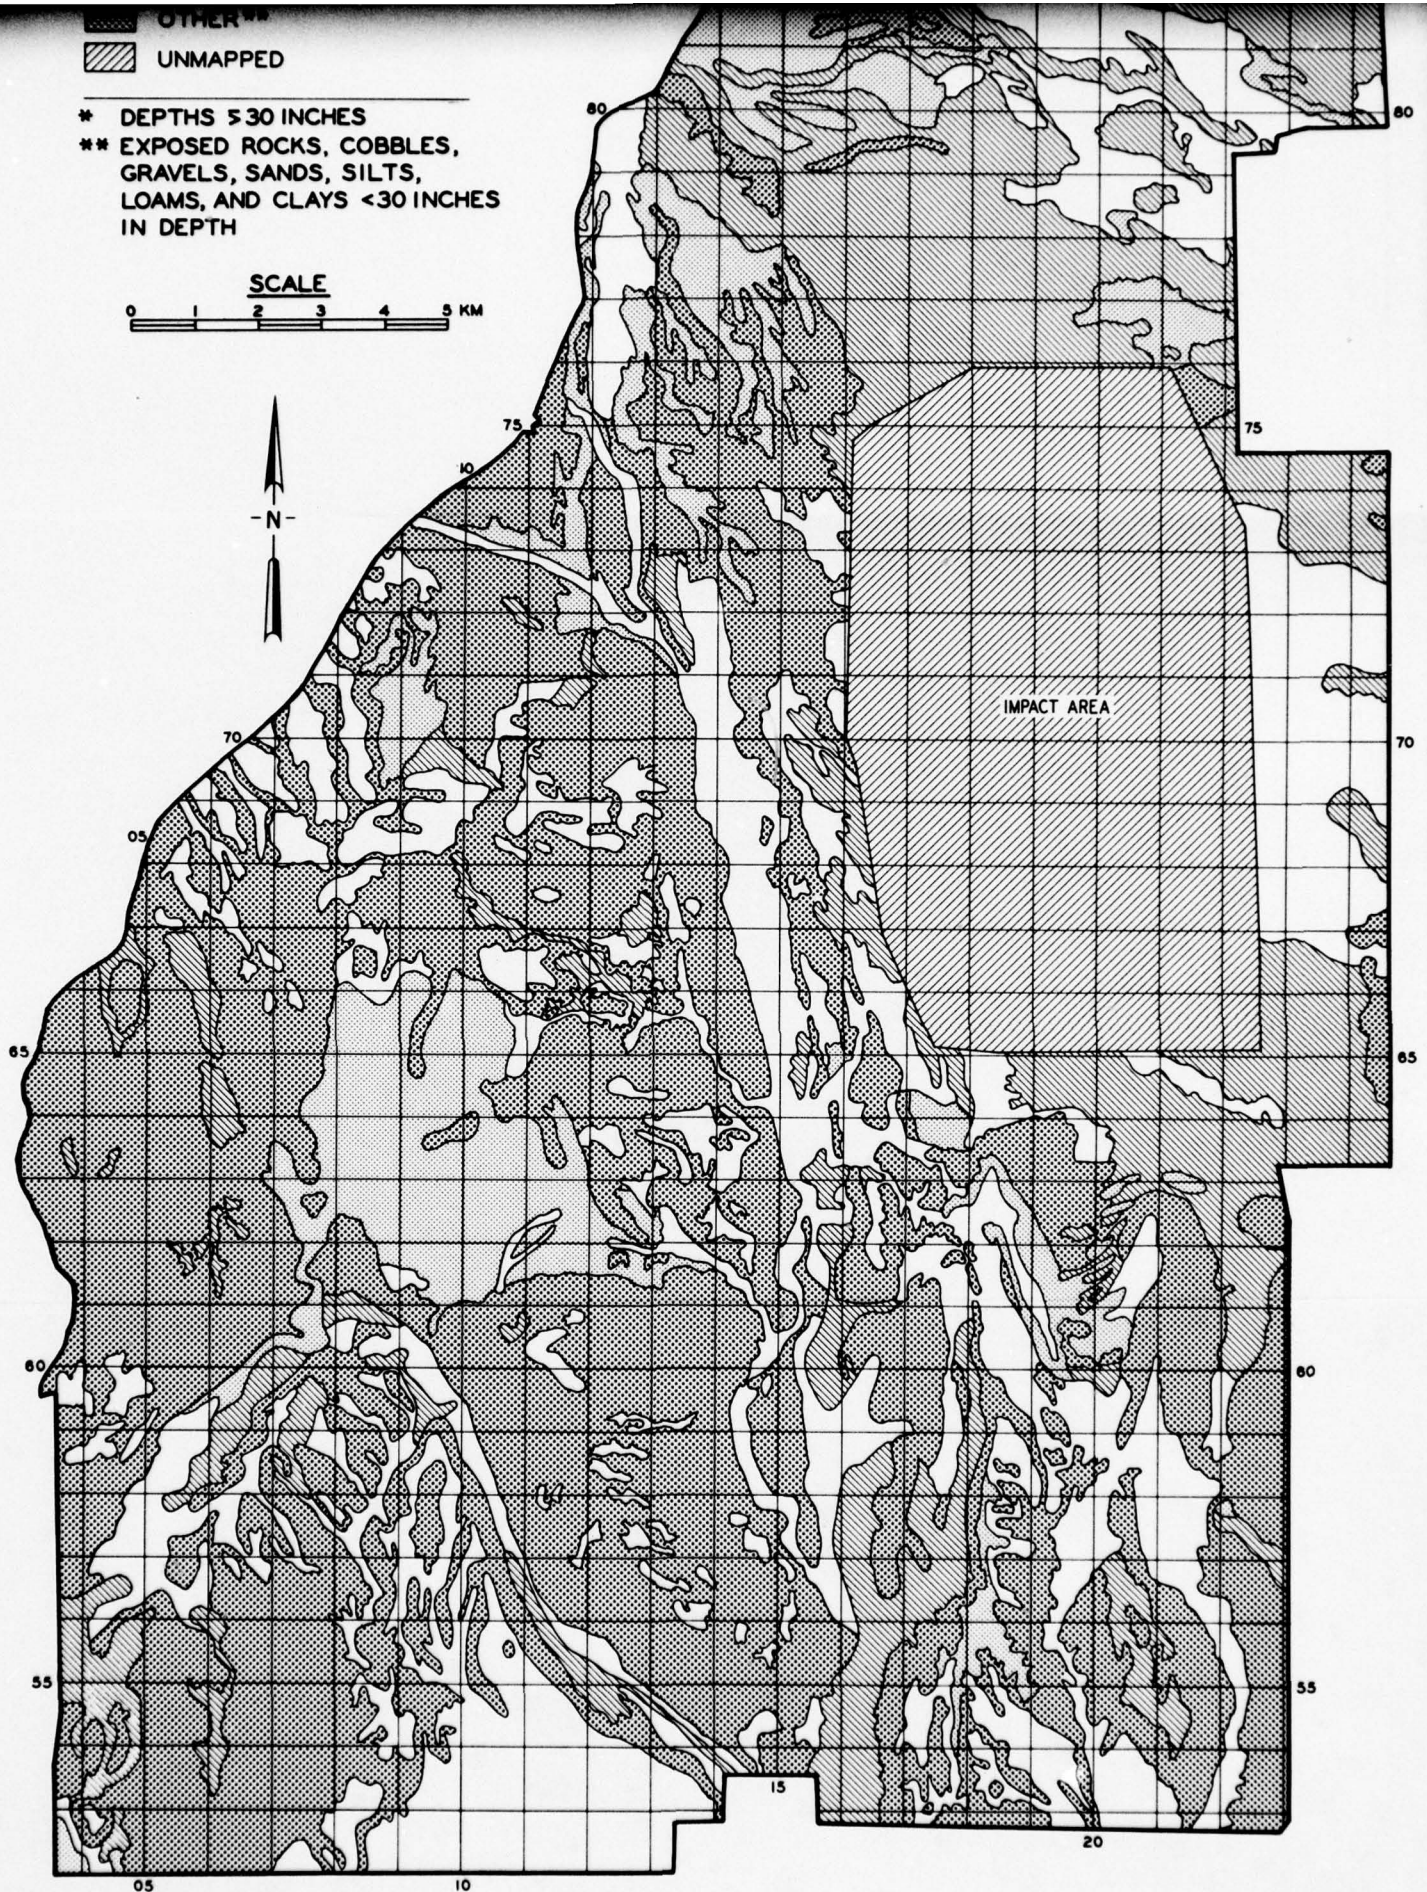 OTHER**
UNMAPPED
* DEPTHS ≤30 INCHES
** EXPOSED ROCKS, COBBLES,
GRAVELS, SANDS, SILTS,
LOAMS, AND CLAYS <30 INCHES
IN DEPTH
SCALE
0 1 2 3 4 5 KM
-N-
80 80
75 75
10
IMPACT AREA
70 70
05
65 65
60 60
55 55
15
20
05 10